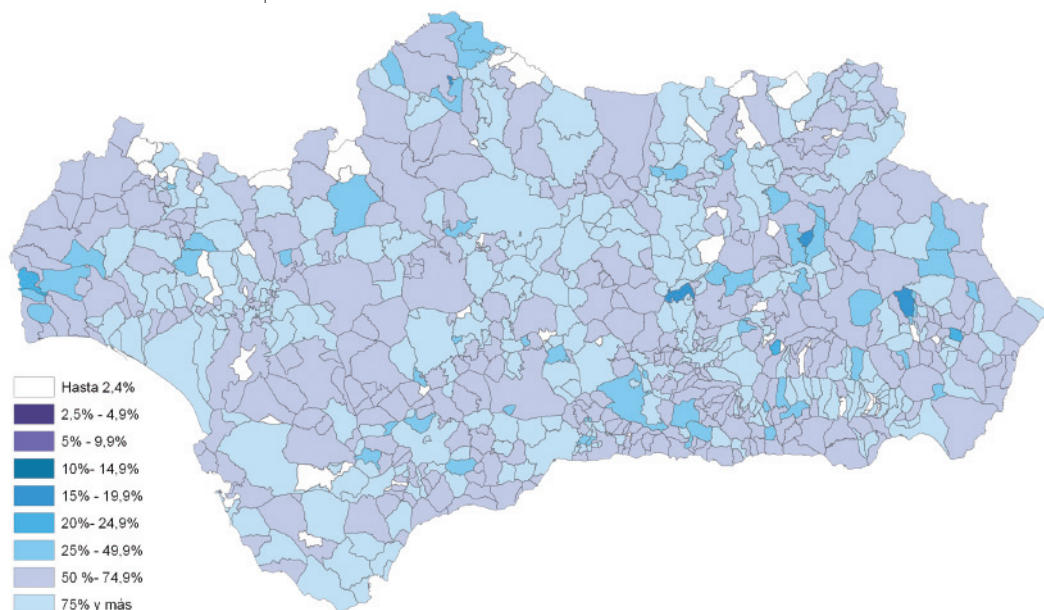 Hasta 2,4%
2,5% - 4,9%
5% - 9,9%
10%- 14,9%
15% - 19,9%
20%- 24,9%
25% - 49,9%
50 %- 74,9%
75% y más